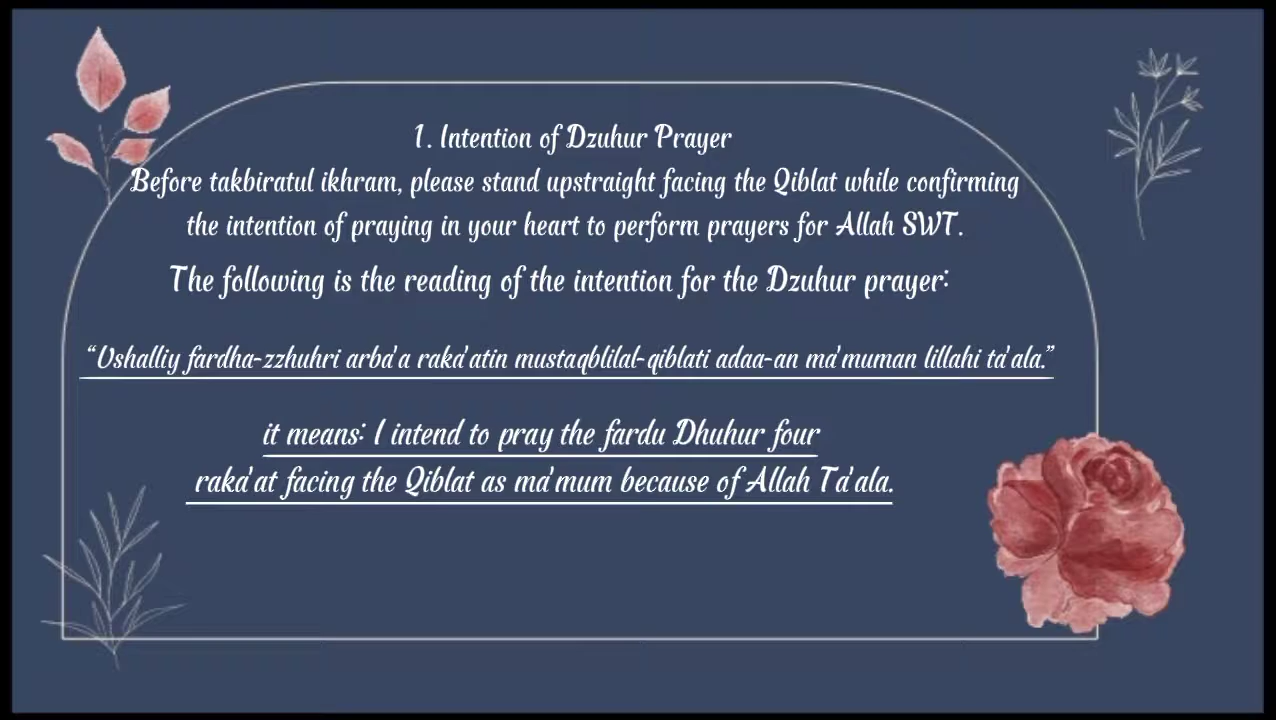 1. Intention of Dzuhur Prayer
Before takbiratul ikhram, please stand upstraight facing the Qiblat while confirming
the intention of praying in your heart to perform prayers for Allah SWT.
The following is the reading of the intention for the Dzuhur prayer:
“Ushalliy fardha-zzhuhri arba'a raka'atin mustaqblilal-qiblati adaa-an ma'muman lillahi ta'ala.”
it means: I intend to pray the fardu Dhuhur four
raka'at facing the Qiblat as ma'mum because of Allah Ta'ala.